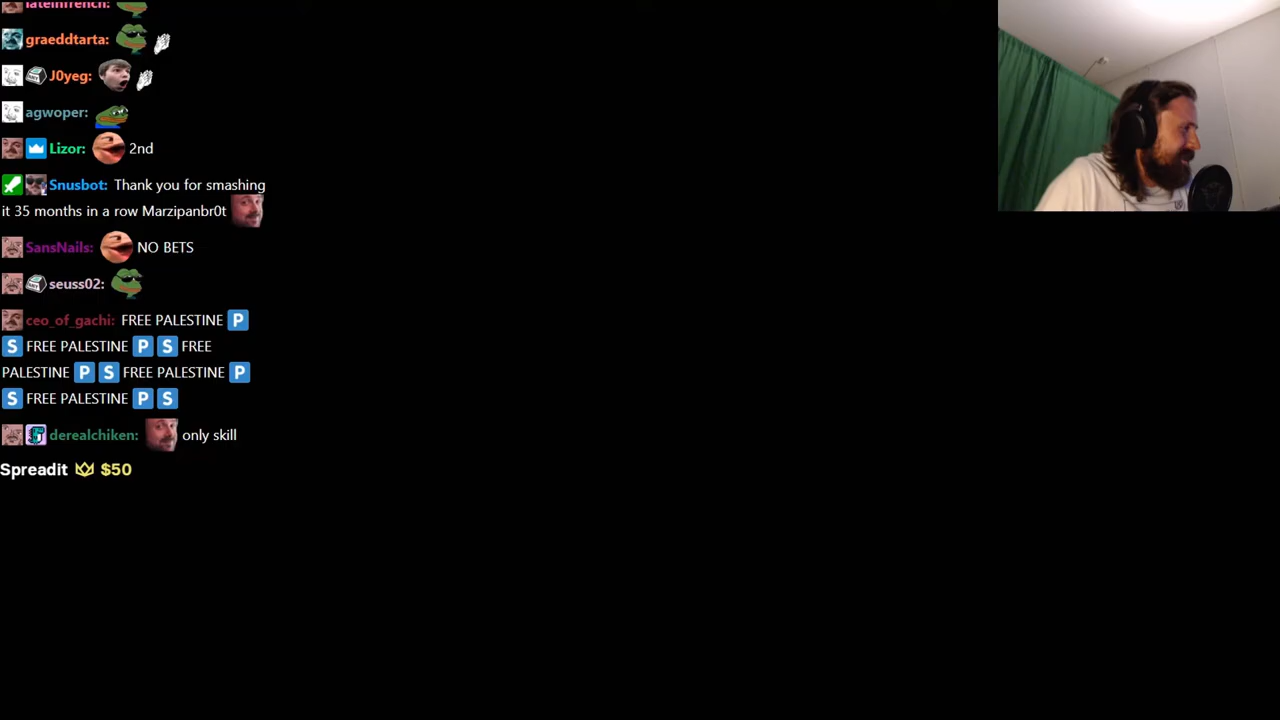 lateinfrench:
graeddtarta:
J0yeg:
agwoper:
Lizor: 2nd
Snusbot: Thank you for smashing
it 35 months in a row Marzipanbr0t
SansNails: NO BETS
seuss02:
ceo_of_gachi: FREE PALESTINE P
S FREE PALESTINE P S FREE
PALESTINE P S FREE PALESTINE P
S FREE PALESTINE P S
derealchiken: only skill
Spreadit $50